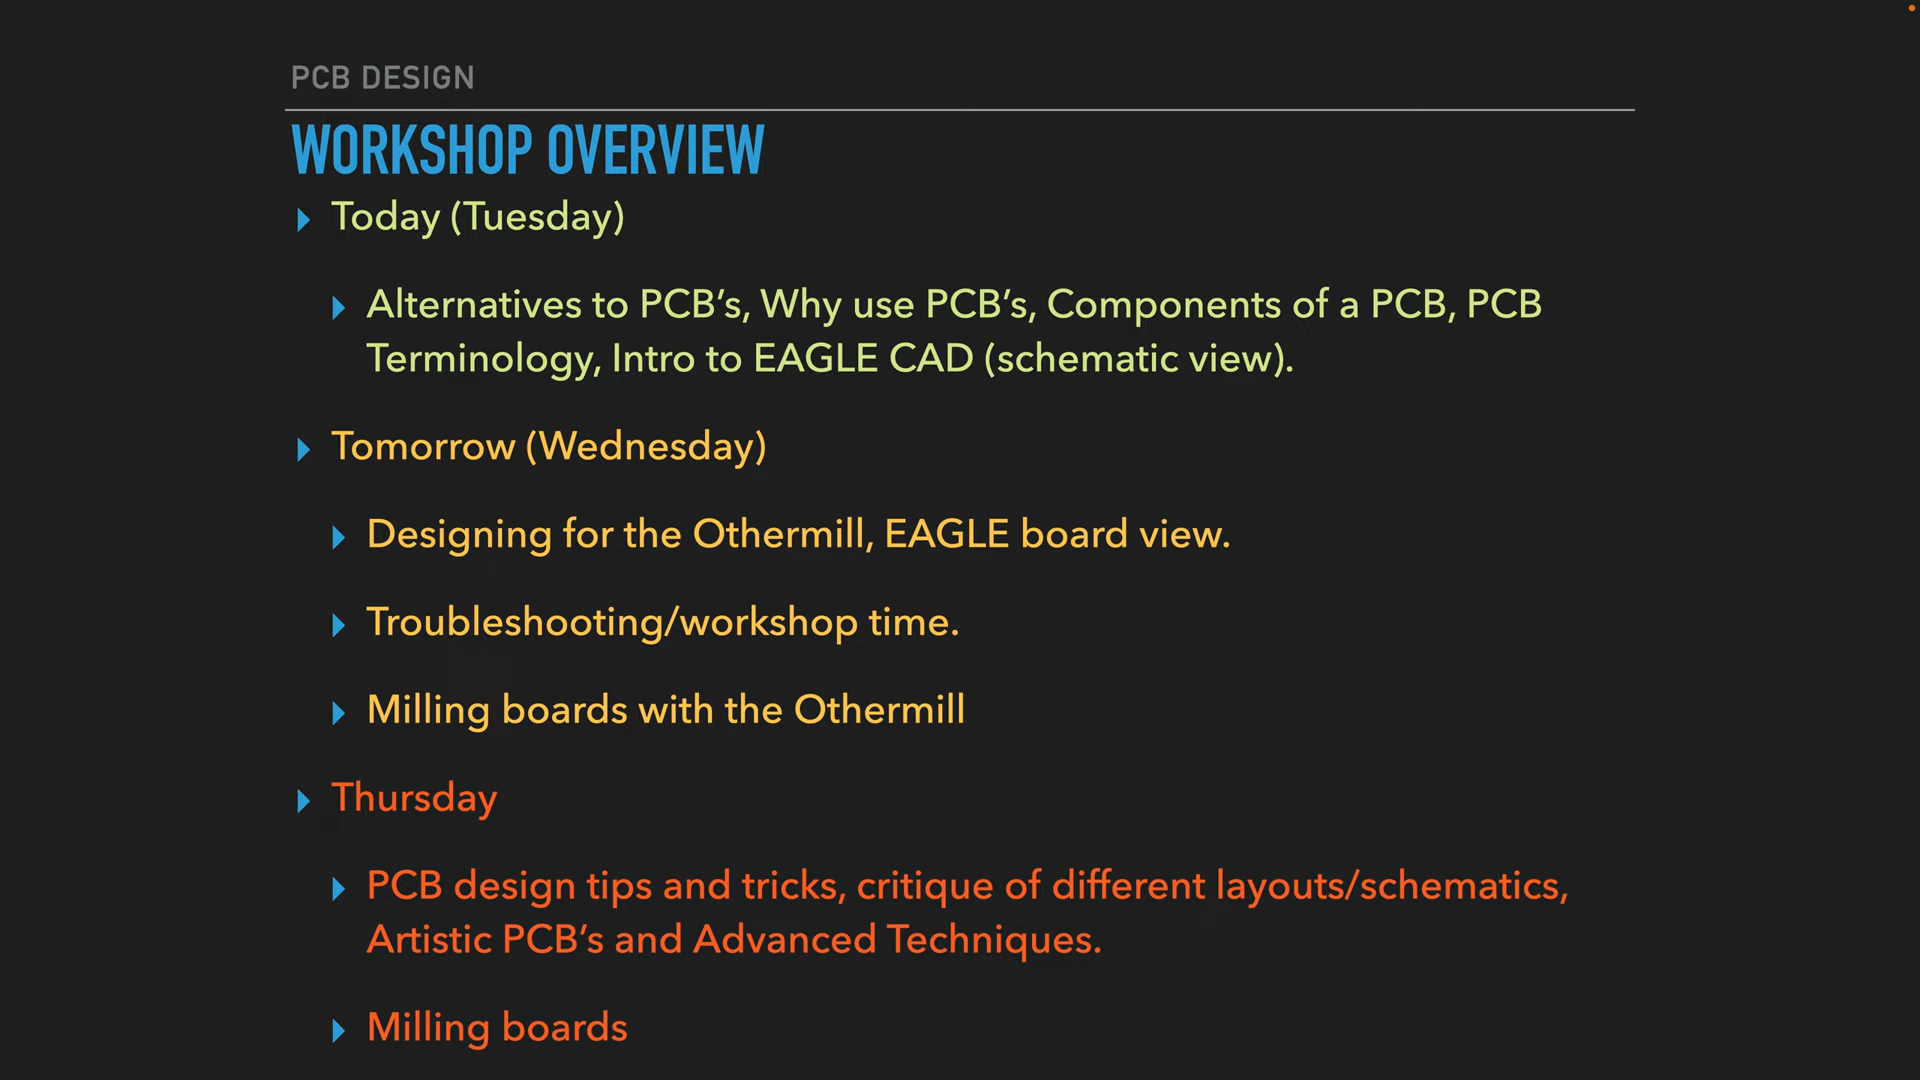 PCB DESIGN
WORKSHOP OVERVIEW
Today (Tuesday)
Alternatives to PCB’s, Why use PCB’s, Components of a PCB, PCB
Terminology, Intro to EAGLE CAD (schematic view).
Tomorrow (Wednesday)
Designing for the Othermill, EAGLE board view.
Troubleshooting/workshop time.
Milling boards with the Othermill
Thursday
PCB design tips and tricks, critique of different layouts/schematics,
Artistic PCB’s and Advanced Techniques.
Milling boards